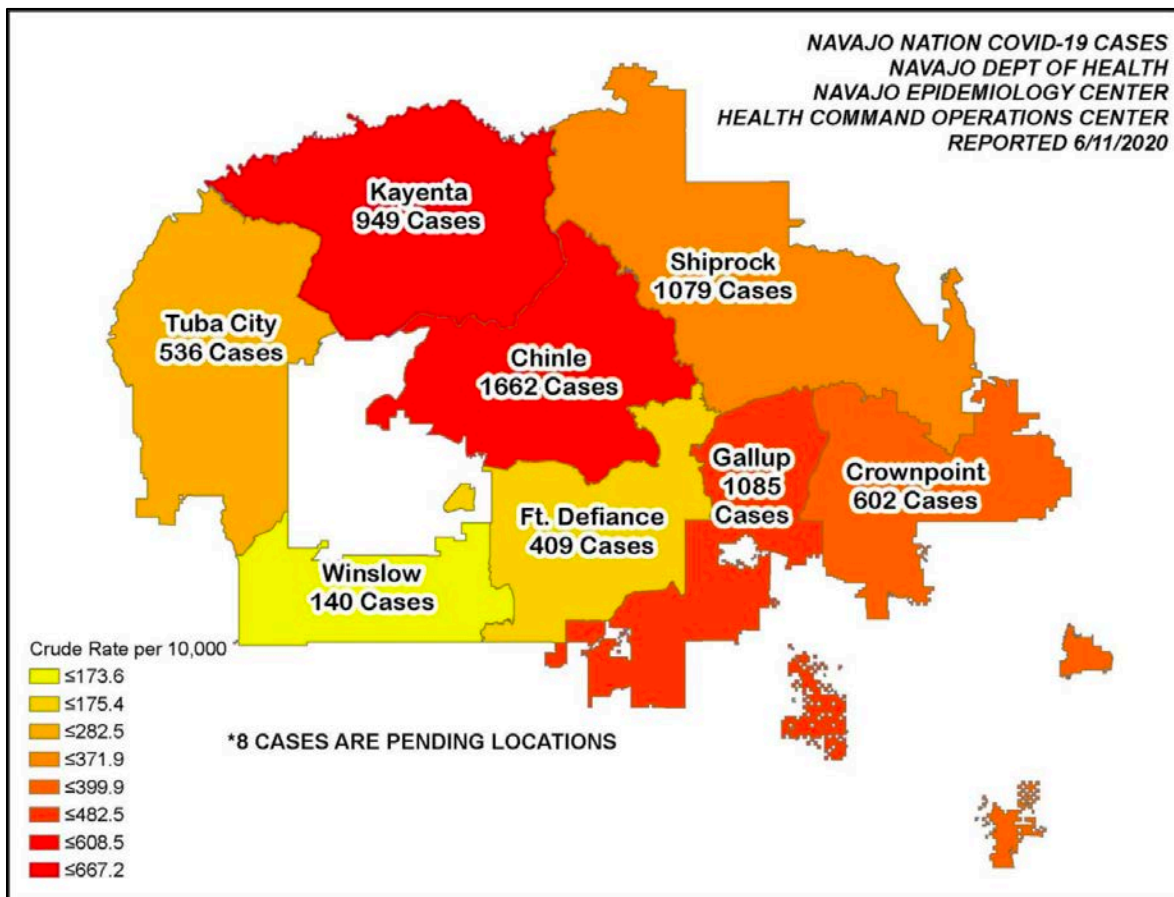 NAVAJO NATION COVID-19 CASES
NAVAJO DEPT OF HEALTH
NAVAJO EPIDEMIOLOGY CENTER
HEALTH COMMAND OPERATIONS CENTER
REPORTED 6/11/2020
Kayenta
949 Cases
Shiprock
1079 Cases
Tuba City
536 Cases
Chinle
1662 Cases
Gallup
1085
Cases
Crownpoint
602 Cases
Ft. Defiance
409 Cases
Winslow
140 Cases
Crude Rate per 10,000
≤173.6
≤175.4
≤282.5
≤371.9
≤399.9
≤482.5
≤608.5
≤667.2
*8 CASES ARE PENDING LOCATIONS